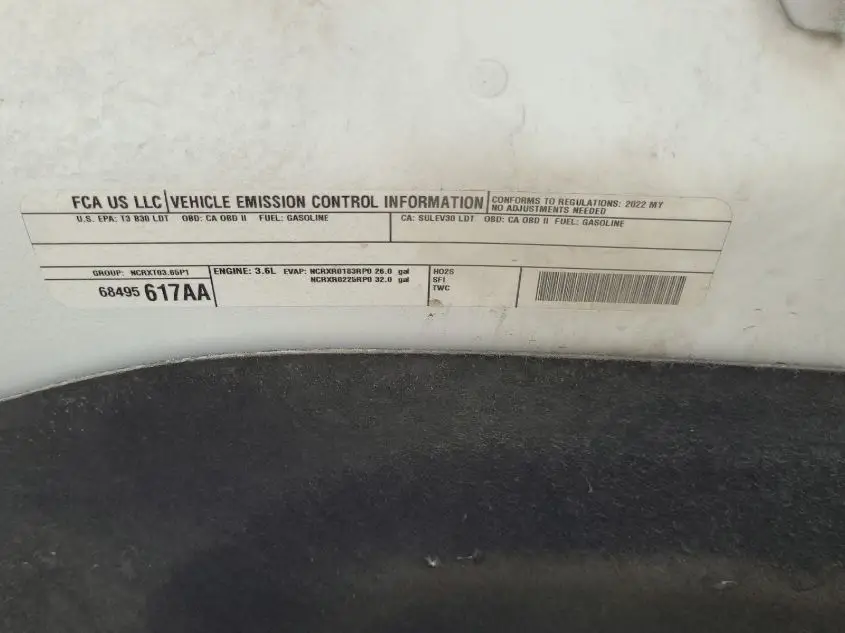 FCA US LLC VEHICLE EMISSION CONTROL INFORMATION
CONFORMS TO REGULATIONS: 2022 MY
NO ADJUSTMENTS NEEDED
U.S. EPA: T3 B30 LDT OBD: CA OBD II FUEL: GASOLINE
CA: SULEV30 LDT OBD: CA OBD II FUEL: GASOLINE
GROUP: NCRXT03.65P1
68495 617AA
ENGINE: 3.6L EVAP: NCRXR0183RP0 26.0 gal
NCRXR0225RP0 32.0 gal
HO2S
SFI
TWC